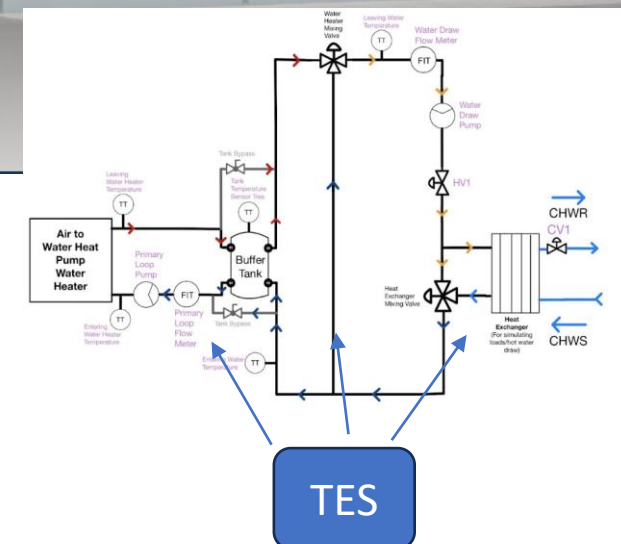 Water
Heater
Mixing
Valve
Leaving Water
Temperature
TT
Water Draw
Flow Meter
FIT
Water
Draw
Pump
Tank Bypass
Tank
Temperature
Sensor Tree
TT
HV1
Leaving
Water Heater
Temperature
TT
Air to
Water Heat
Pump
Water
Heater
Primary
Loop
Pump
FIT
Primary
Loop
Flow
Meter
Buffer
Tank
Tank Bypass
TT
Entering
Water Heater
Temperature
TT
Temperature
Heat
Exchanger
Mixing Valve
CHWR
CV1
Heat
Exchanger
(For simulating
loads/hot water
draw)
CHWS
TES